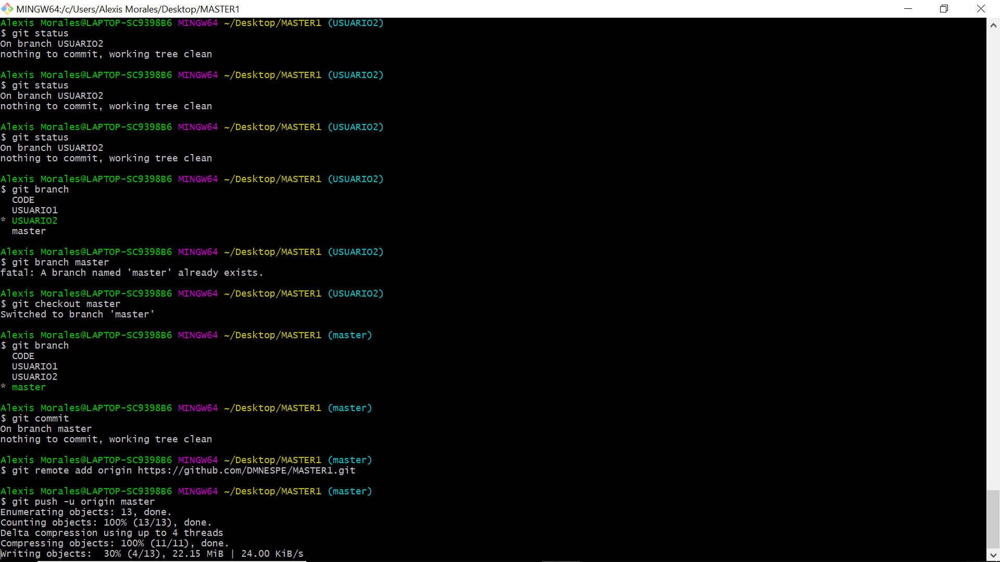 MINGW64:/c/Users/Alexis Morales/Desktop/MASTER1
Alexis Morales@LAPTOP-SC9398B6 MINGW64 ~/Desktop/MASTER1 (USUARIO2)
$ git status
On branch USUARIO2
nothing to commit, working tree clean
Alexis Morales@LAPTOP-SC9398B6 MINGW64 ~/Desktop/MASTER1 (USUARIO2)
$ git status
On branch USUARIO2
nothing to commit, working tree clean
Alexis Morales@LAPTOP-SC9398B6 MINGW64 ~/Desktop/MASTER1 (USUARIO2)
$ git status
On branch USUARIO2
nothing to commit, working tree clean
Alexis Morales@LAPTOP-SC9398B6 MINGW64 ~/Desktop/MASTER1 (USUARIO2)
$ git branch
CODE
USUARIO1
* USUARIO2
master
Alexis Morales@LAPTOP-SC9398B6 MINGW64 ~/Desktop/MASTER1 (USUARIO2)
$ git branch master
fatal: A branch named 'master' already exists.
Alexis Morales@LAPTOP-SC9398B6 MINGW64 ~/Desktop/MASTER1 (USUARIO2)
$ git checkout master
Switched to branch 'master'
Alexis Morales@LAPTOP-SC9398B6 MINGW64 ~/Desktop/MASTER1 (master)
$ git branch
CODE
USUARIO1
USUARIO2
* master
Alexis Morales@LAPTOP-SC9398B6 MINGW64 ~/Desktop/MASTER1 (master)
$ git commit
On branch master
nothing to commit, working tree clean
Alexis Morales@LAPTOP-SC9398B6 MINGW64 ~/Desktop/MASTER1 (master)
$ git remote add origin https://github.com/DMNESPE/MASTER1.git
Alexis Morales@LAPTOP-SC9398B6 MINGW64 ~/Desktop/MASTER1 (master)
$ git push -u origin master
Enumerating objects: 13, done.
Counting objects: 100% (13/13), done.
Delta compression using up to 4 threads
Compressing objects: 100% (11/11), done.
Writing objects:  30% (4/13), 22.15 MiB | 24.00 KiB/s